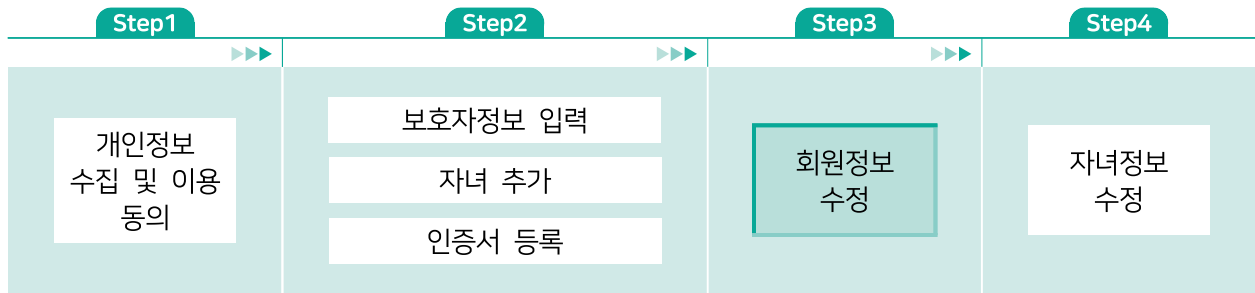 Step1
Step2
Step3
Step4
개인정보
수집 및 이용
동의
보호자정보 입력
자녀 추가
인증서 등록
회원정보
수정
자녀정보
수정